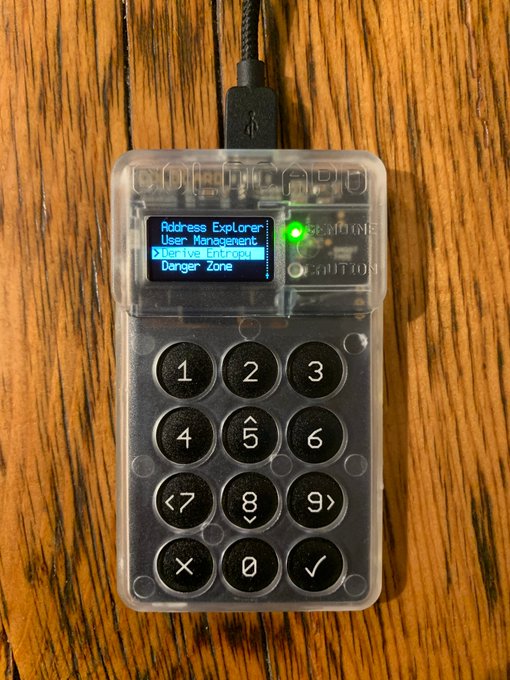 COLDCARD
Address Explorer
User Management
>Derive Entropy
Danger Zone
GENUINE
CAUTION
1 2 3
4 5 6
<7 8 9>
× 0 ✓